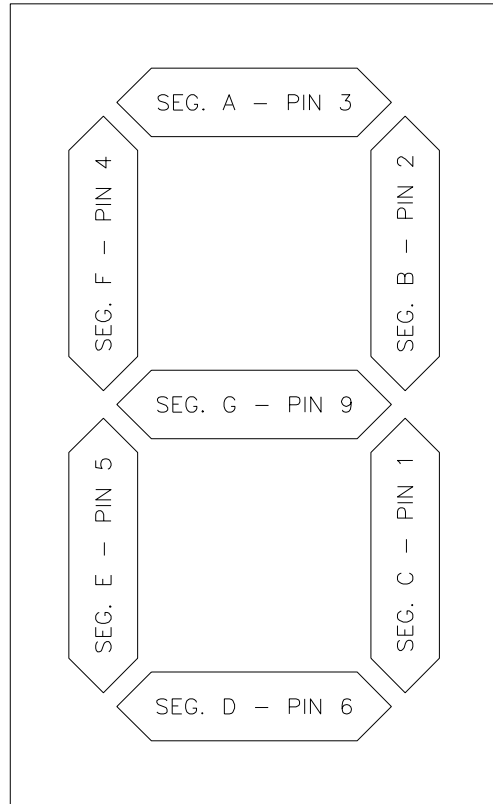 SEG. A - PIN 3
SEG. F - PIN 4
SEG. B - PIN 2
SEG. G - PIN 9
SEG. E - PIN 5
SEG. C - PIN 1
SEG. D - PIN 6